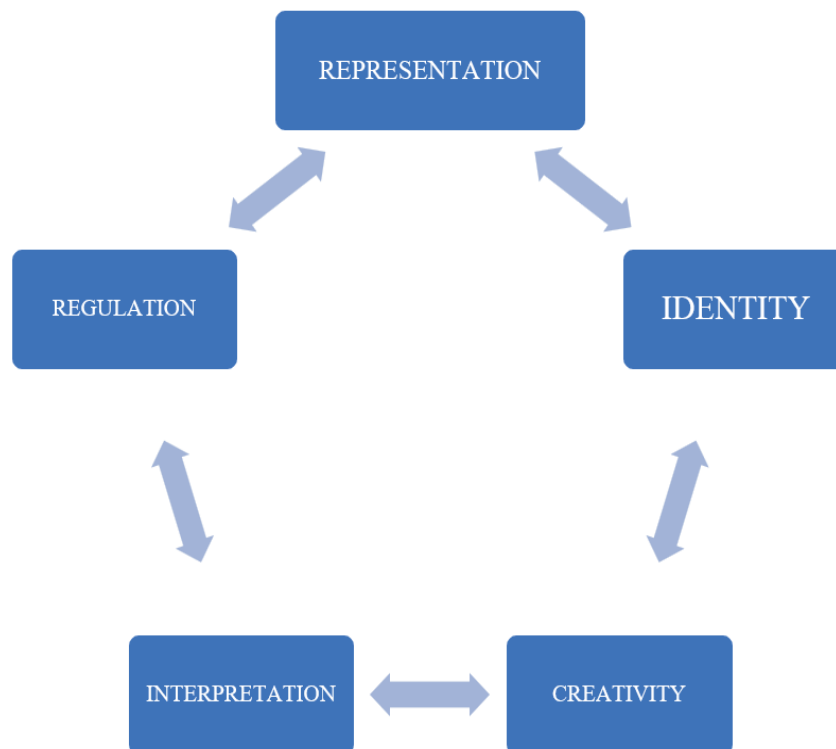 REPRESENTATION
REGULATION
IDENTITY
INTERPRETATION
CREATIVITY